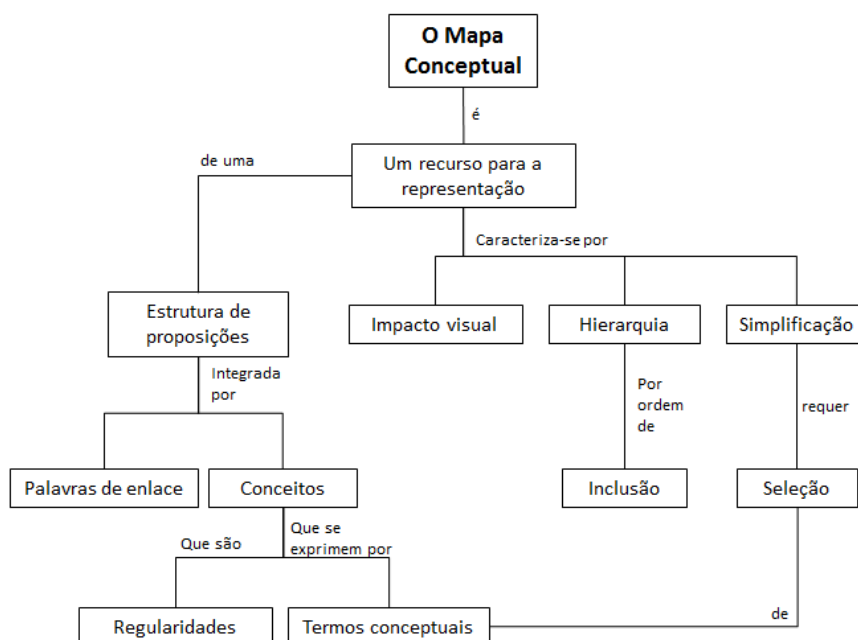 O Mapa
Conceptual
é
Um recurso para a
representação
de uma
Caracteriza-se por
Estrutura de
proposições
Impacto visual
Hierarquia
Simplificação
Integrada
por
Por
ordem
de
requer
Palavras de enlace
Conceitos
Inclusão
Seleção
Que são
Que se
exprimem por
Regularidades
Termos conceptuais
de